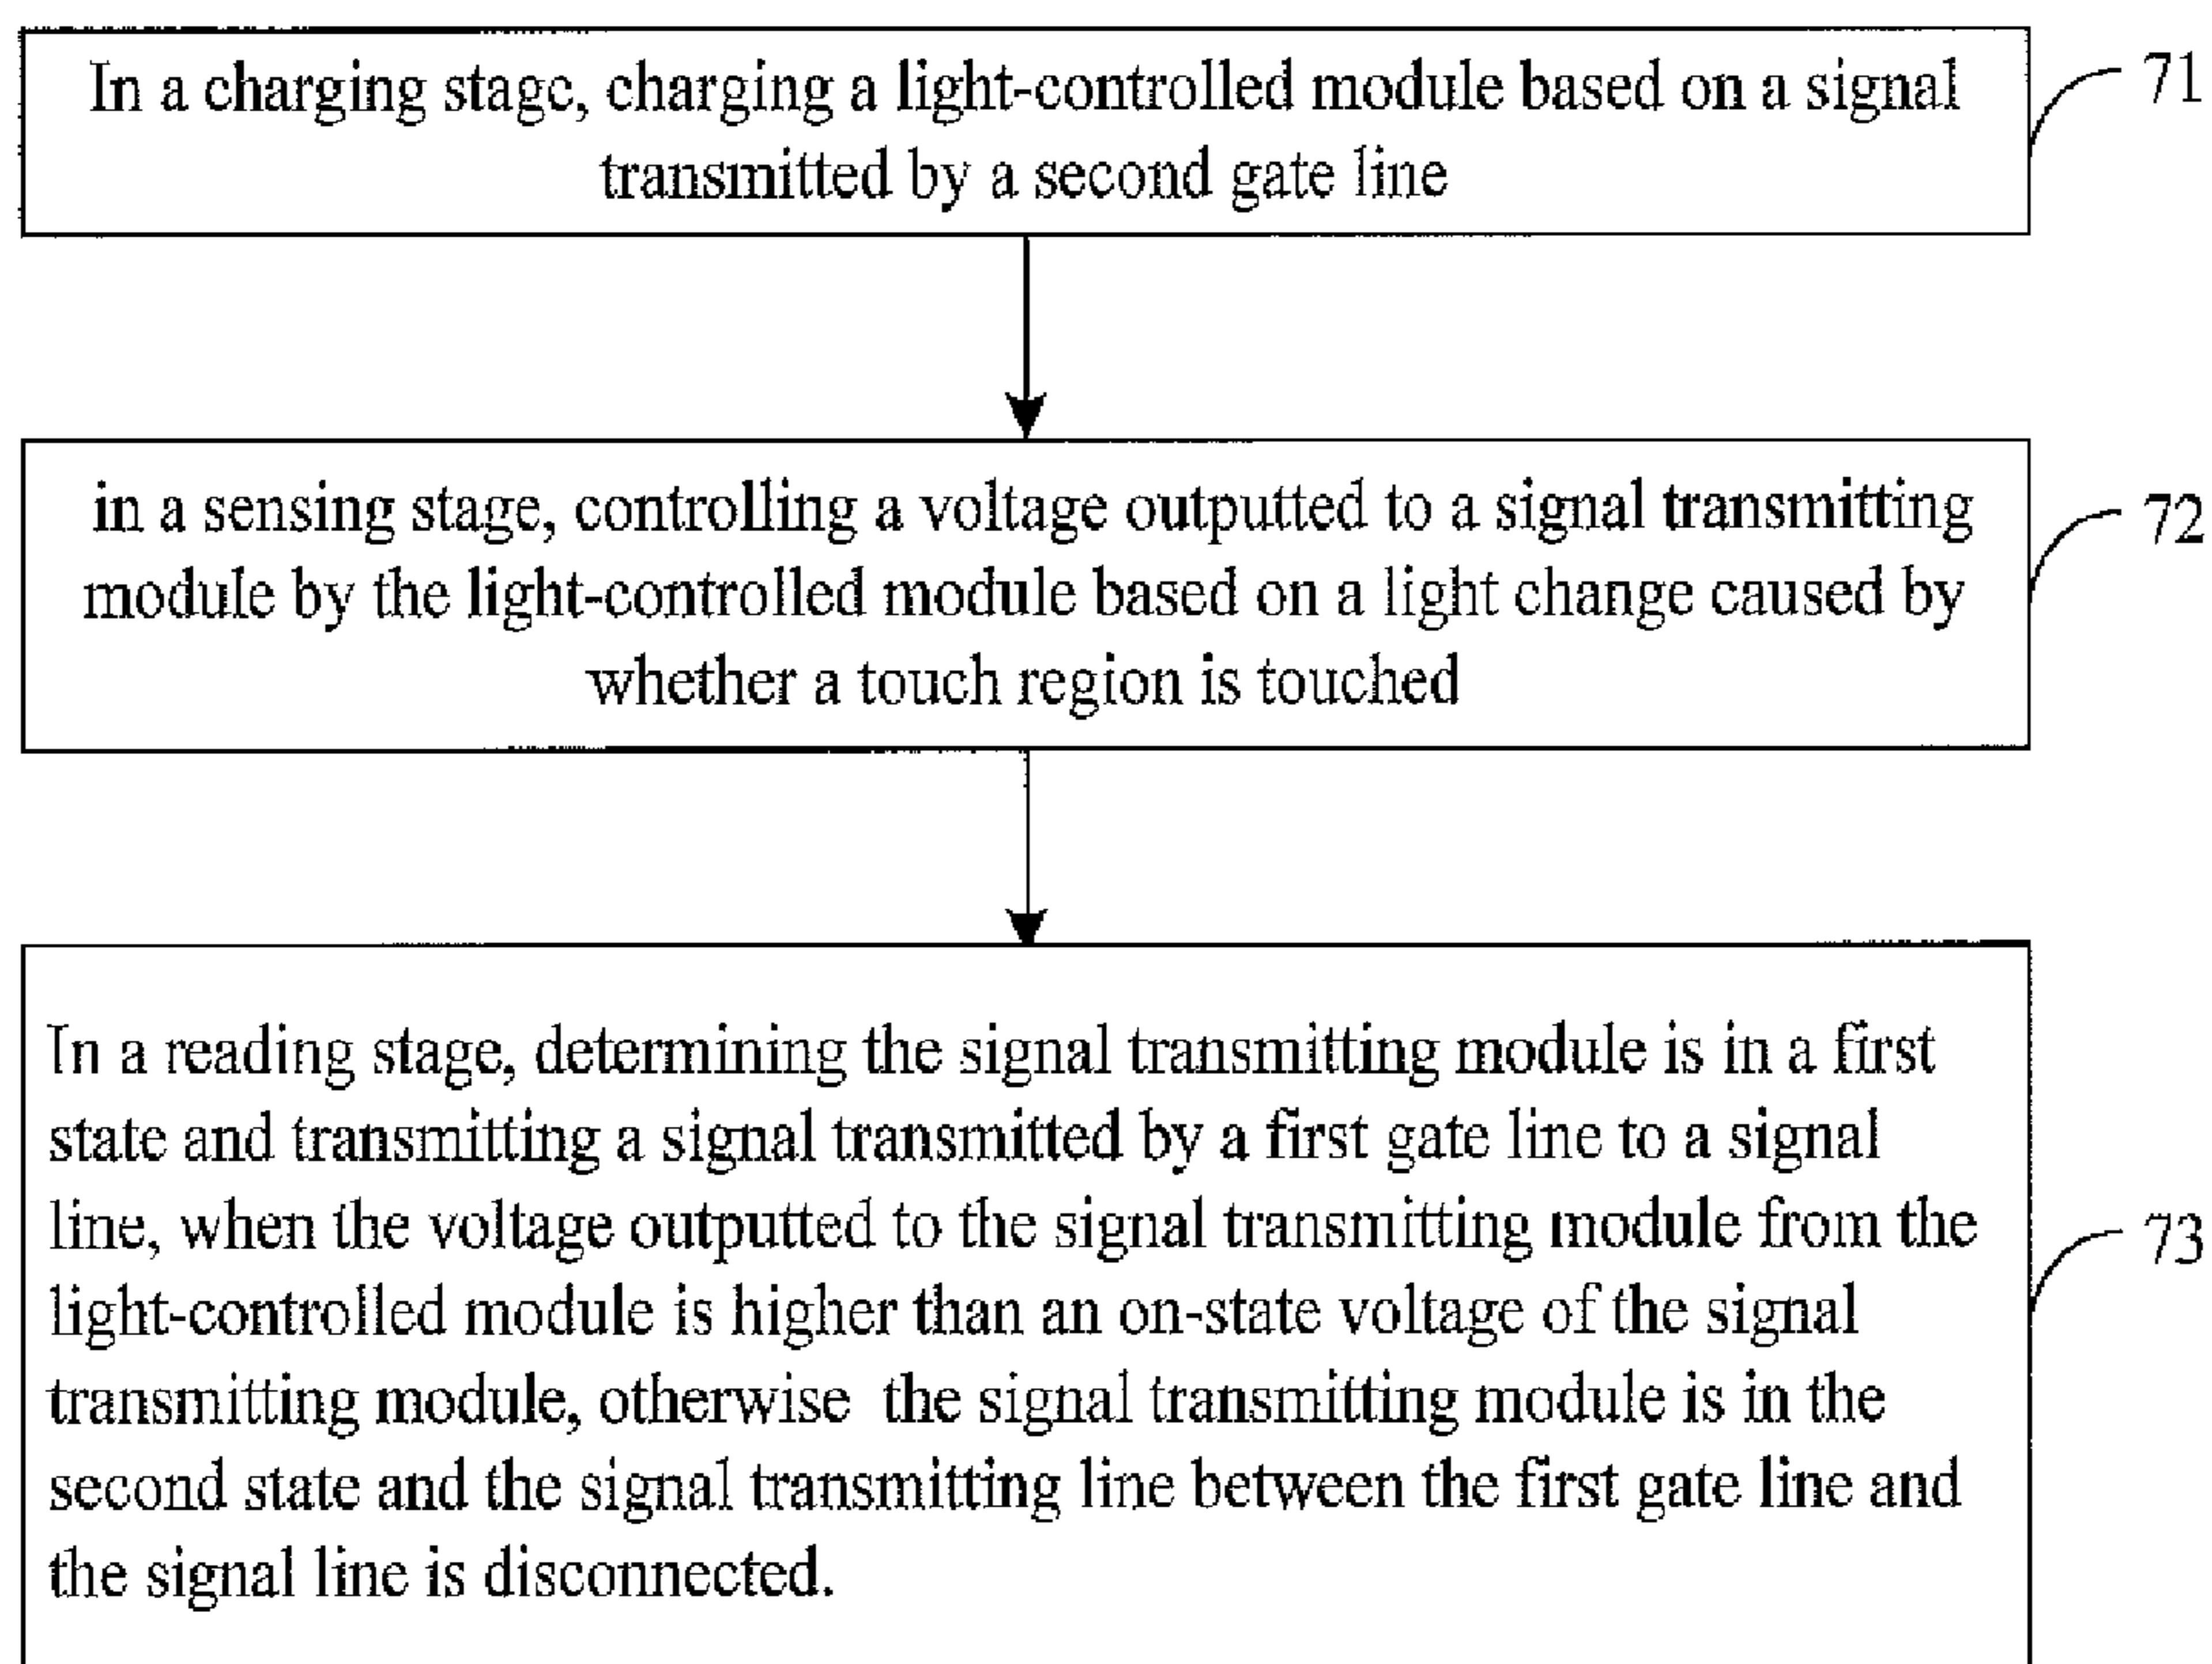 In a charging stage, charging a light-controlled module based on a signal
transmitted by a second gate line
71
in a sensing stage, controlling a voltage outputted to a signal transmitting
module by the light-controlled module based on a light change caused by
whether a touch region is touched
72
In a reading stage, determining the signal transmitting module is in a first
state and transmitting a signal transmitted by a first gate line to a signal
line, when the voltage outputted to the signal transmitting module from the
light-controlled module is higher than an on-state voltage of the signal
transmitting module, otherwise the signal transmitting module is in the
second state and the signal transmitting line between the first gate line and
the signal line is disconnected.
73